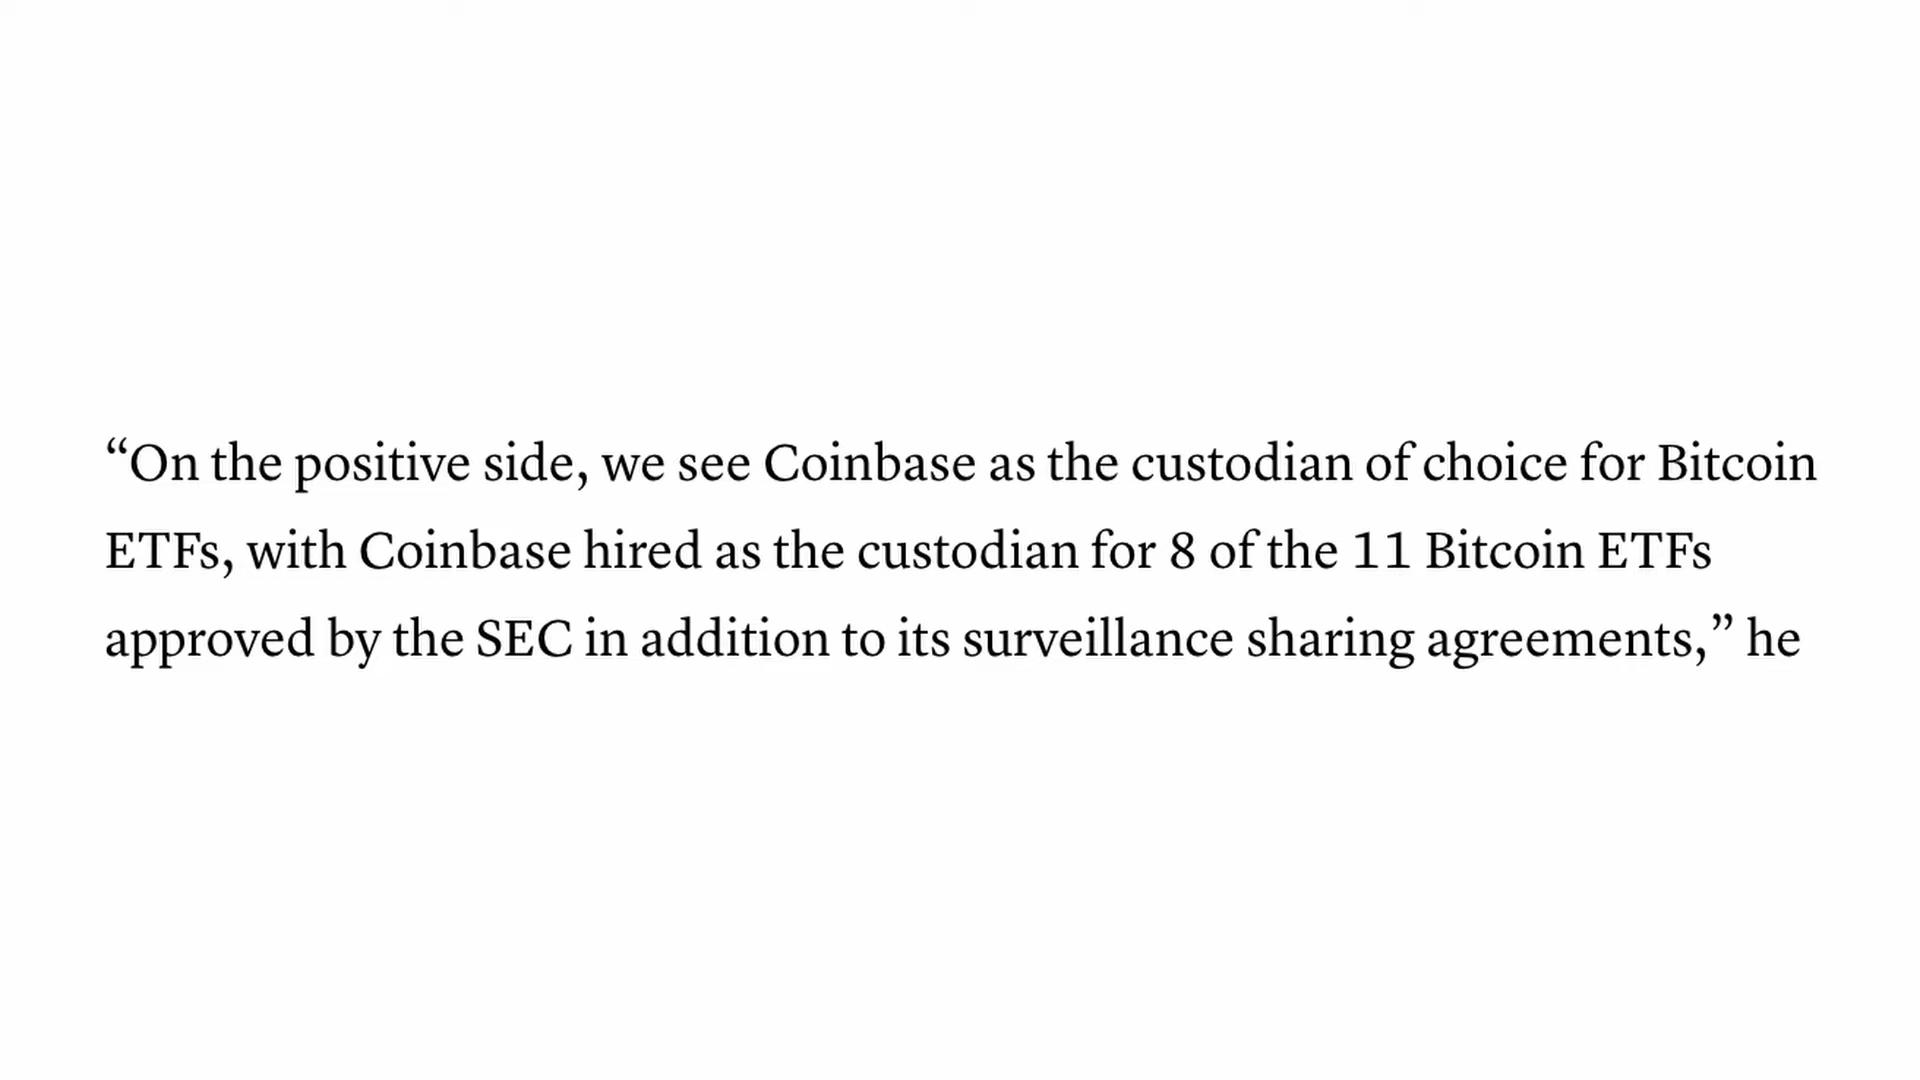 “On the positive side, we see Coinbase as the custodian of choice for Bitcoin
ETFs, with Coinbase hired as the custodian for 8 of the 11 Bitcoin ETFs
approved by the SEC in addition to its surveillance sharing agreements,” he